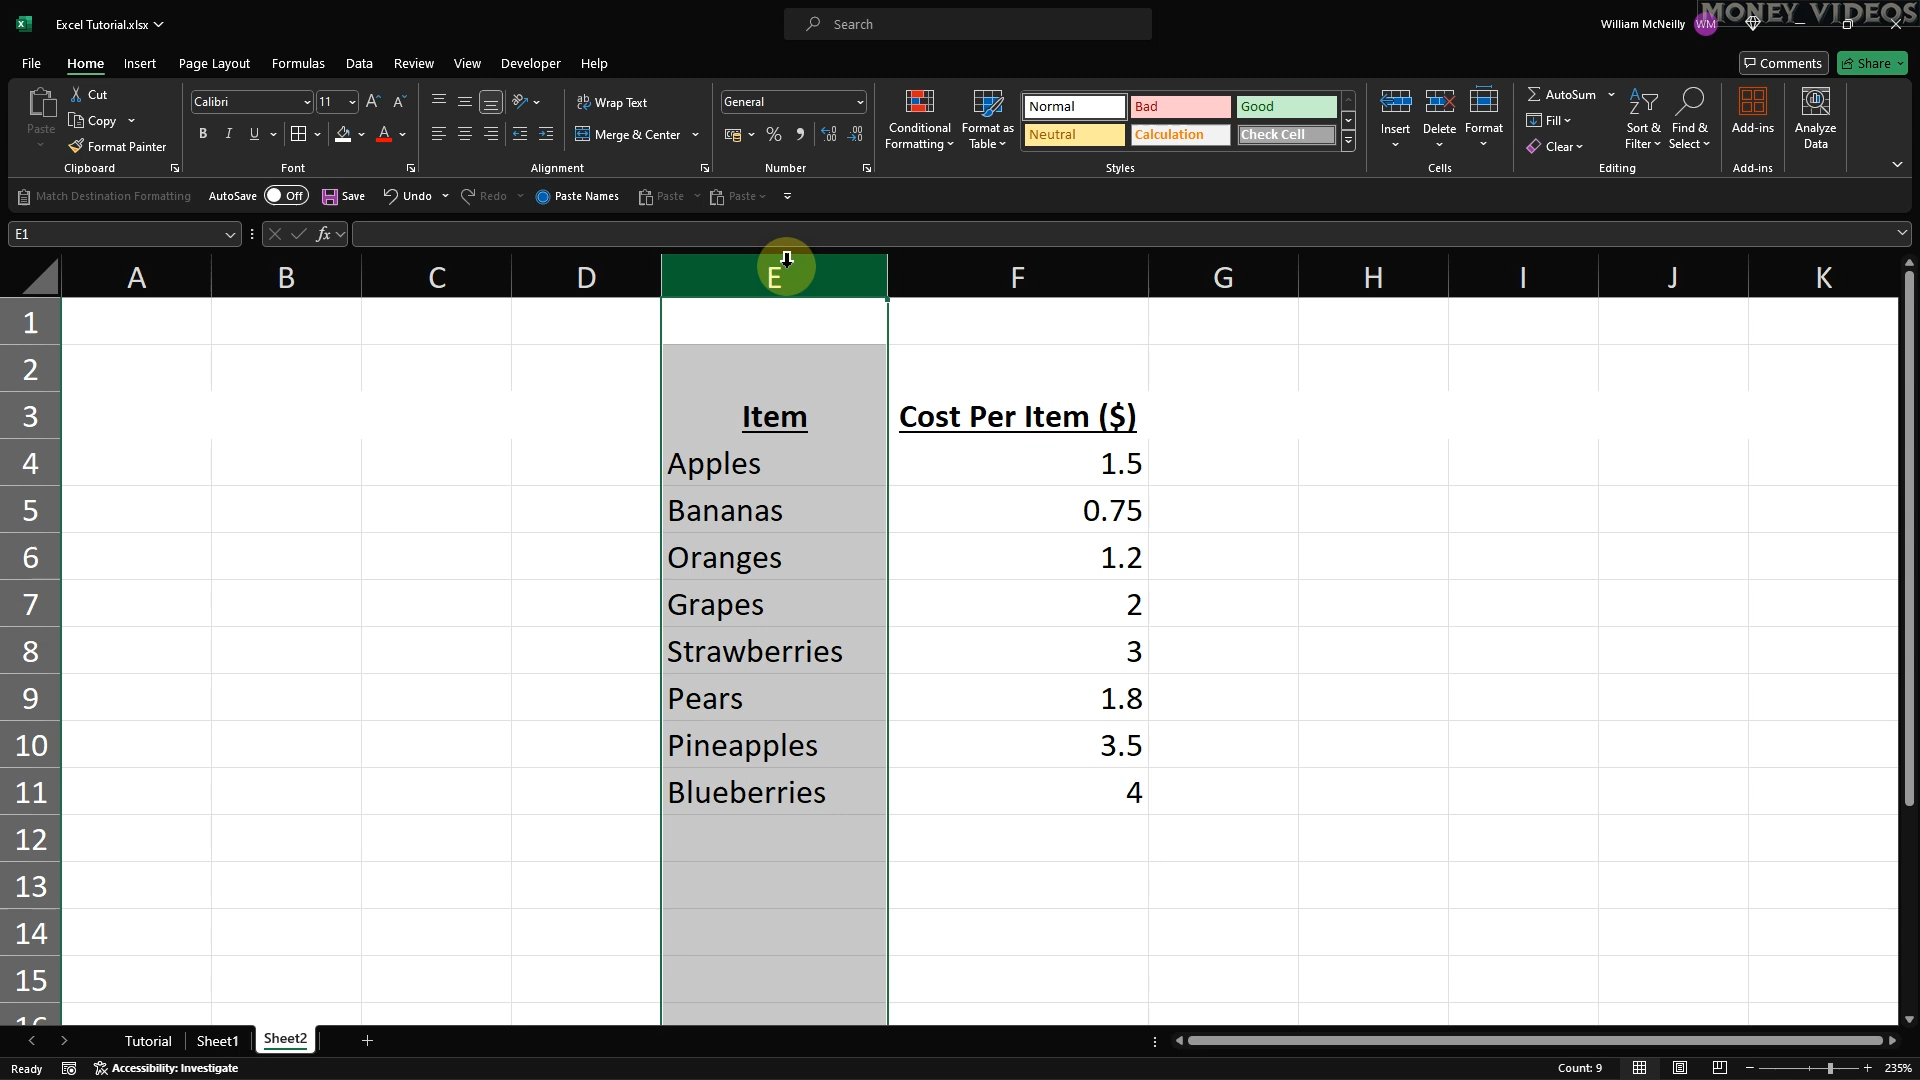 Excel Tutorial.xlsx
Search
William McNeilly
WM
MONEY VIDEOS
File Home Insert Page Layout Formulas Data Review View Developer Help
Comments Share
Paste
Cut
Copy
Format Painter
Clipboard
Calibri 11
B I U
Font
Wrap Text
Merge & Center
Alignment
General
Number
Conditional Formatting
Format as Table
Normal Bad Good
Neutral Calculation Check Cell
Styles
Insert Delete Format
Cells
AutoSum
Fill
Clear
Sort & Filter
Find & Select
Editing
Add-ins
Add-ins
Analyze Data
Match Destination Formatting AutoSave Off Save Undo Redo Paste Names Paste Paste
E1 fx
A B C D E F G H I J K
1
2
3 Item Cost Per Item ($)
4 Apples 1.5
5 Bananas 0.75
6 Oranges 1.2
7 Grapes 2
8 Strawberries 3
9 Pears 1.8
10 Pineapples 3.5
11 Blueberries 4
12
13
14
15
16
Tutorial Sheet1 Sheet2
Ready Accessibility: Investigate Count: 9 235%